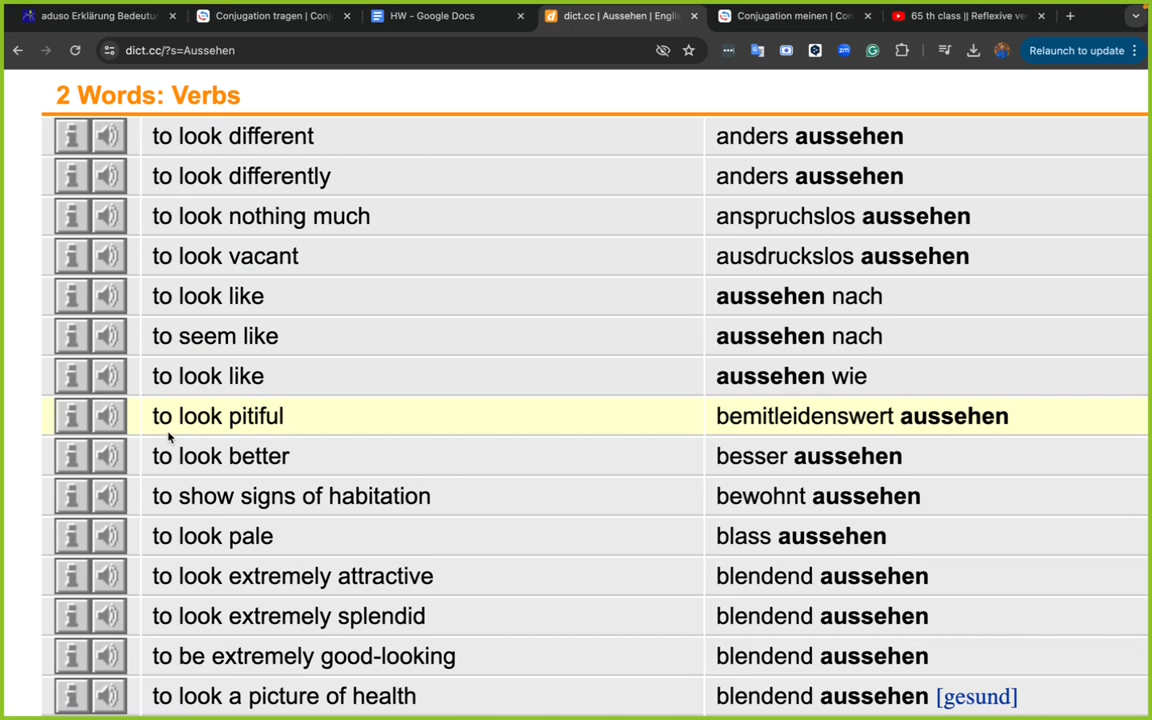 aduso Erklärung Bedeutu
Conjugation tragen | Conj
HW - Google Docs
dict.cc | Aussehen | Engli
Conjugation meinen | Con
65 th class || Reflexive ve
dict.cc/?s=Aussehen
Relaunch to update
2 Words: Verbs
to look different anders aussehen
to look differently anders aussehen
to look nothing much anspruchslos aussehen
to look vacant ausdruckslos aussehen
to look like aussehen nach
to seem like aussehen nach
to look like aussehen wie
to look pitiful bemitleidenswert aussehen
to look better besser aussehen
to show signs of habitation bewohnt aussehen
to look pale blass aussehen
to look extremely attractive blendend aussehen
to look extremely splendid blendend aussehen
to be extremely good-looking blendend aussehen
to look a picture of health blendend aussehen [gesund]